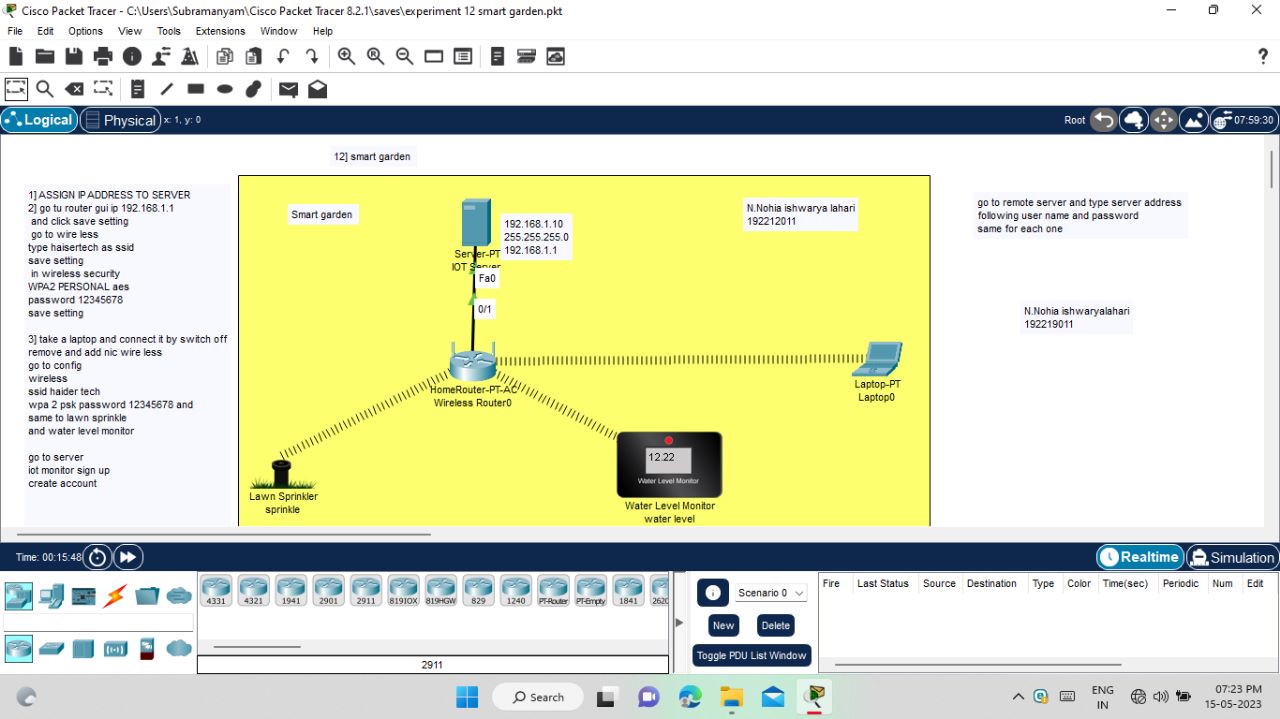 Cisco Packet Tracer - C:\Users\Subramanyam\Cisco Packet Tracer 8.2.1\saves\experiment 12 smart garden.pkt
File Edit Options View Tools Extensions Window Help
Logical Physical x: 1, y: 0 Root 07:59:30
12] smart garden
1] ASSIGN IP ADDRESS TO SERVER
2] go tu router gui ip 192.168.1.1
and click save setting
go to wire less
type haisertech as ssid
save setting
in wireless security
WPA2 PERSONAL aes
password 12345678
save setting
3] take a laptop and connect it by switch off
remove and add nic wire less
go to config
wireless
ssid haider tech
wpa 2 psk password 12345678 and
same to lawn sprinkle
and water level monitor
go to server
iot monitor sign up
create account
Smart garden
192.168.1.10
255.255.255.0
192.168.1.1
Server-PT
IOT Server
Fa0
0/1
N.Nohia ishwarya lahari
192212011
HomeRouter-PT-AC
Wireless Router0
Laptop-PT
Laptop0
Lawn Sprinkler
sprinkle
12.22
Water Level Monitor
Water Level Monitor
water level
go to remote server and type server address
following user name and password
same for each one
N.Nohia ishwaryalahari
192219011
Time: 00:15:48 Realtime Simulation
4331 4321 1941 2901 2911 819IOX 819HGW 829 1240 PT-Router PT-Empty 1841 2620
2911
Scenario 0
New Delete
Toggle PDU List Window
Fire Last Status Source Destination Type Color Time(sec) Periodic Num Edit
Search
ENG
IN
07:23 PM
15-05-2023